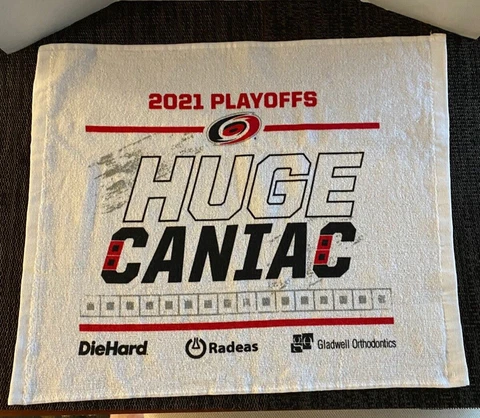 2021 PLAYOFFS
HUGE
CANIAC
DieHard Radeas Gladwell Orthodontics